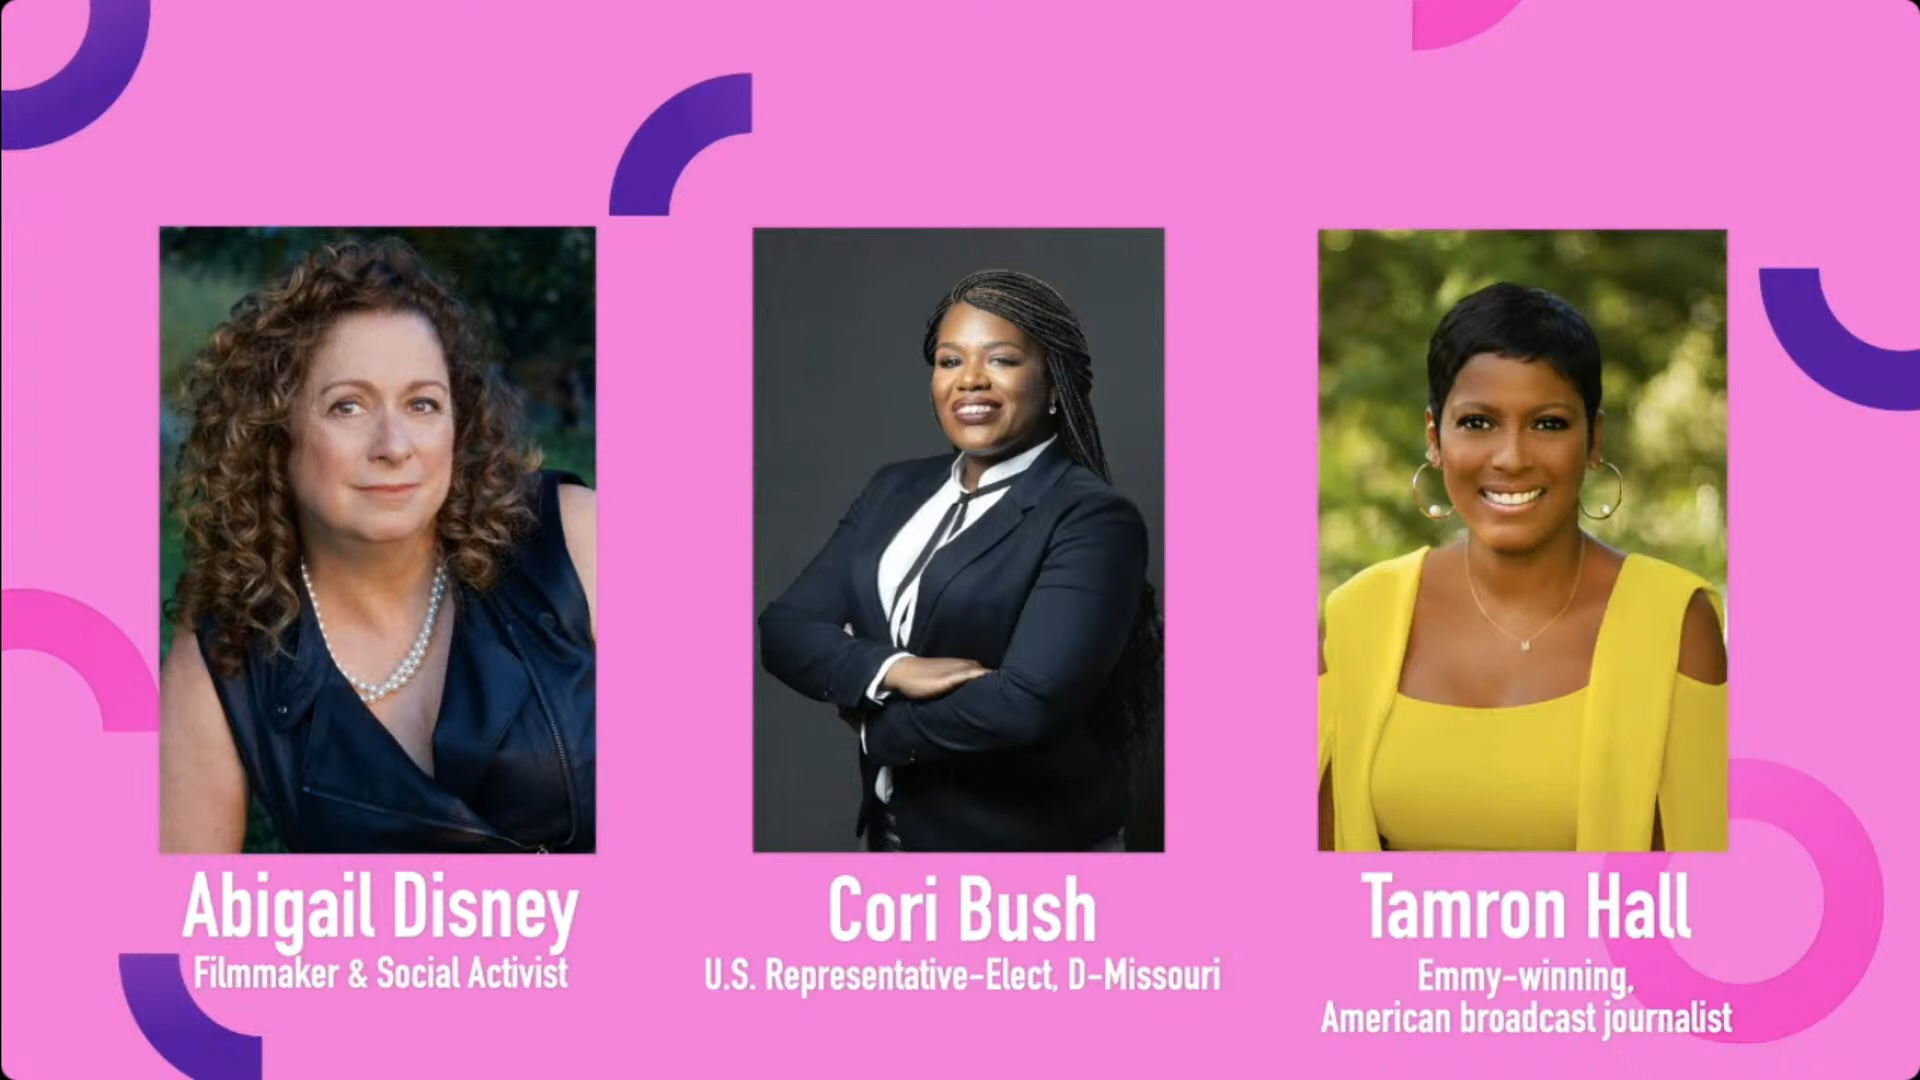 Abigail Disney
Filmmaker & Social Activist
Cori Bush
U.S. Representative-Elect, D-Missouri
Tamron Hall
Emmy-winning,
American broadcast journalist